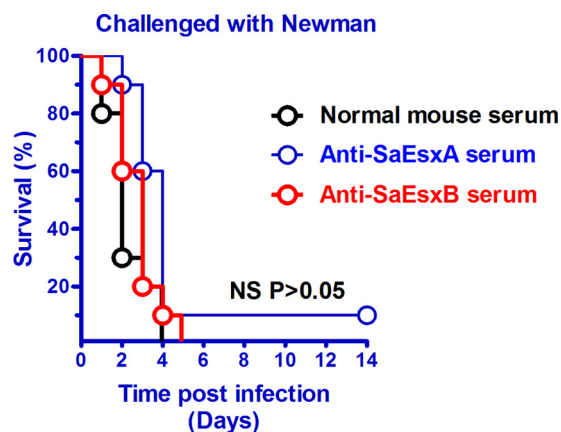 Challenged with Newman
100
80
60
40
20
Survival (%)
Normal mouse serum
Anti-SaEsxA serum
Anti-SaEsxB serum
NS P>0.05
0 2 4 6 8 10 12 14
Time post infection
(Days)